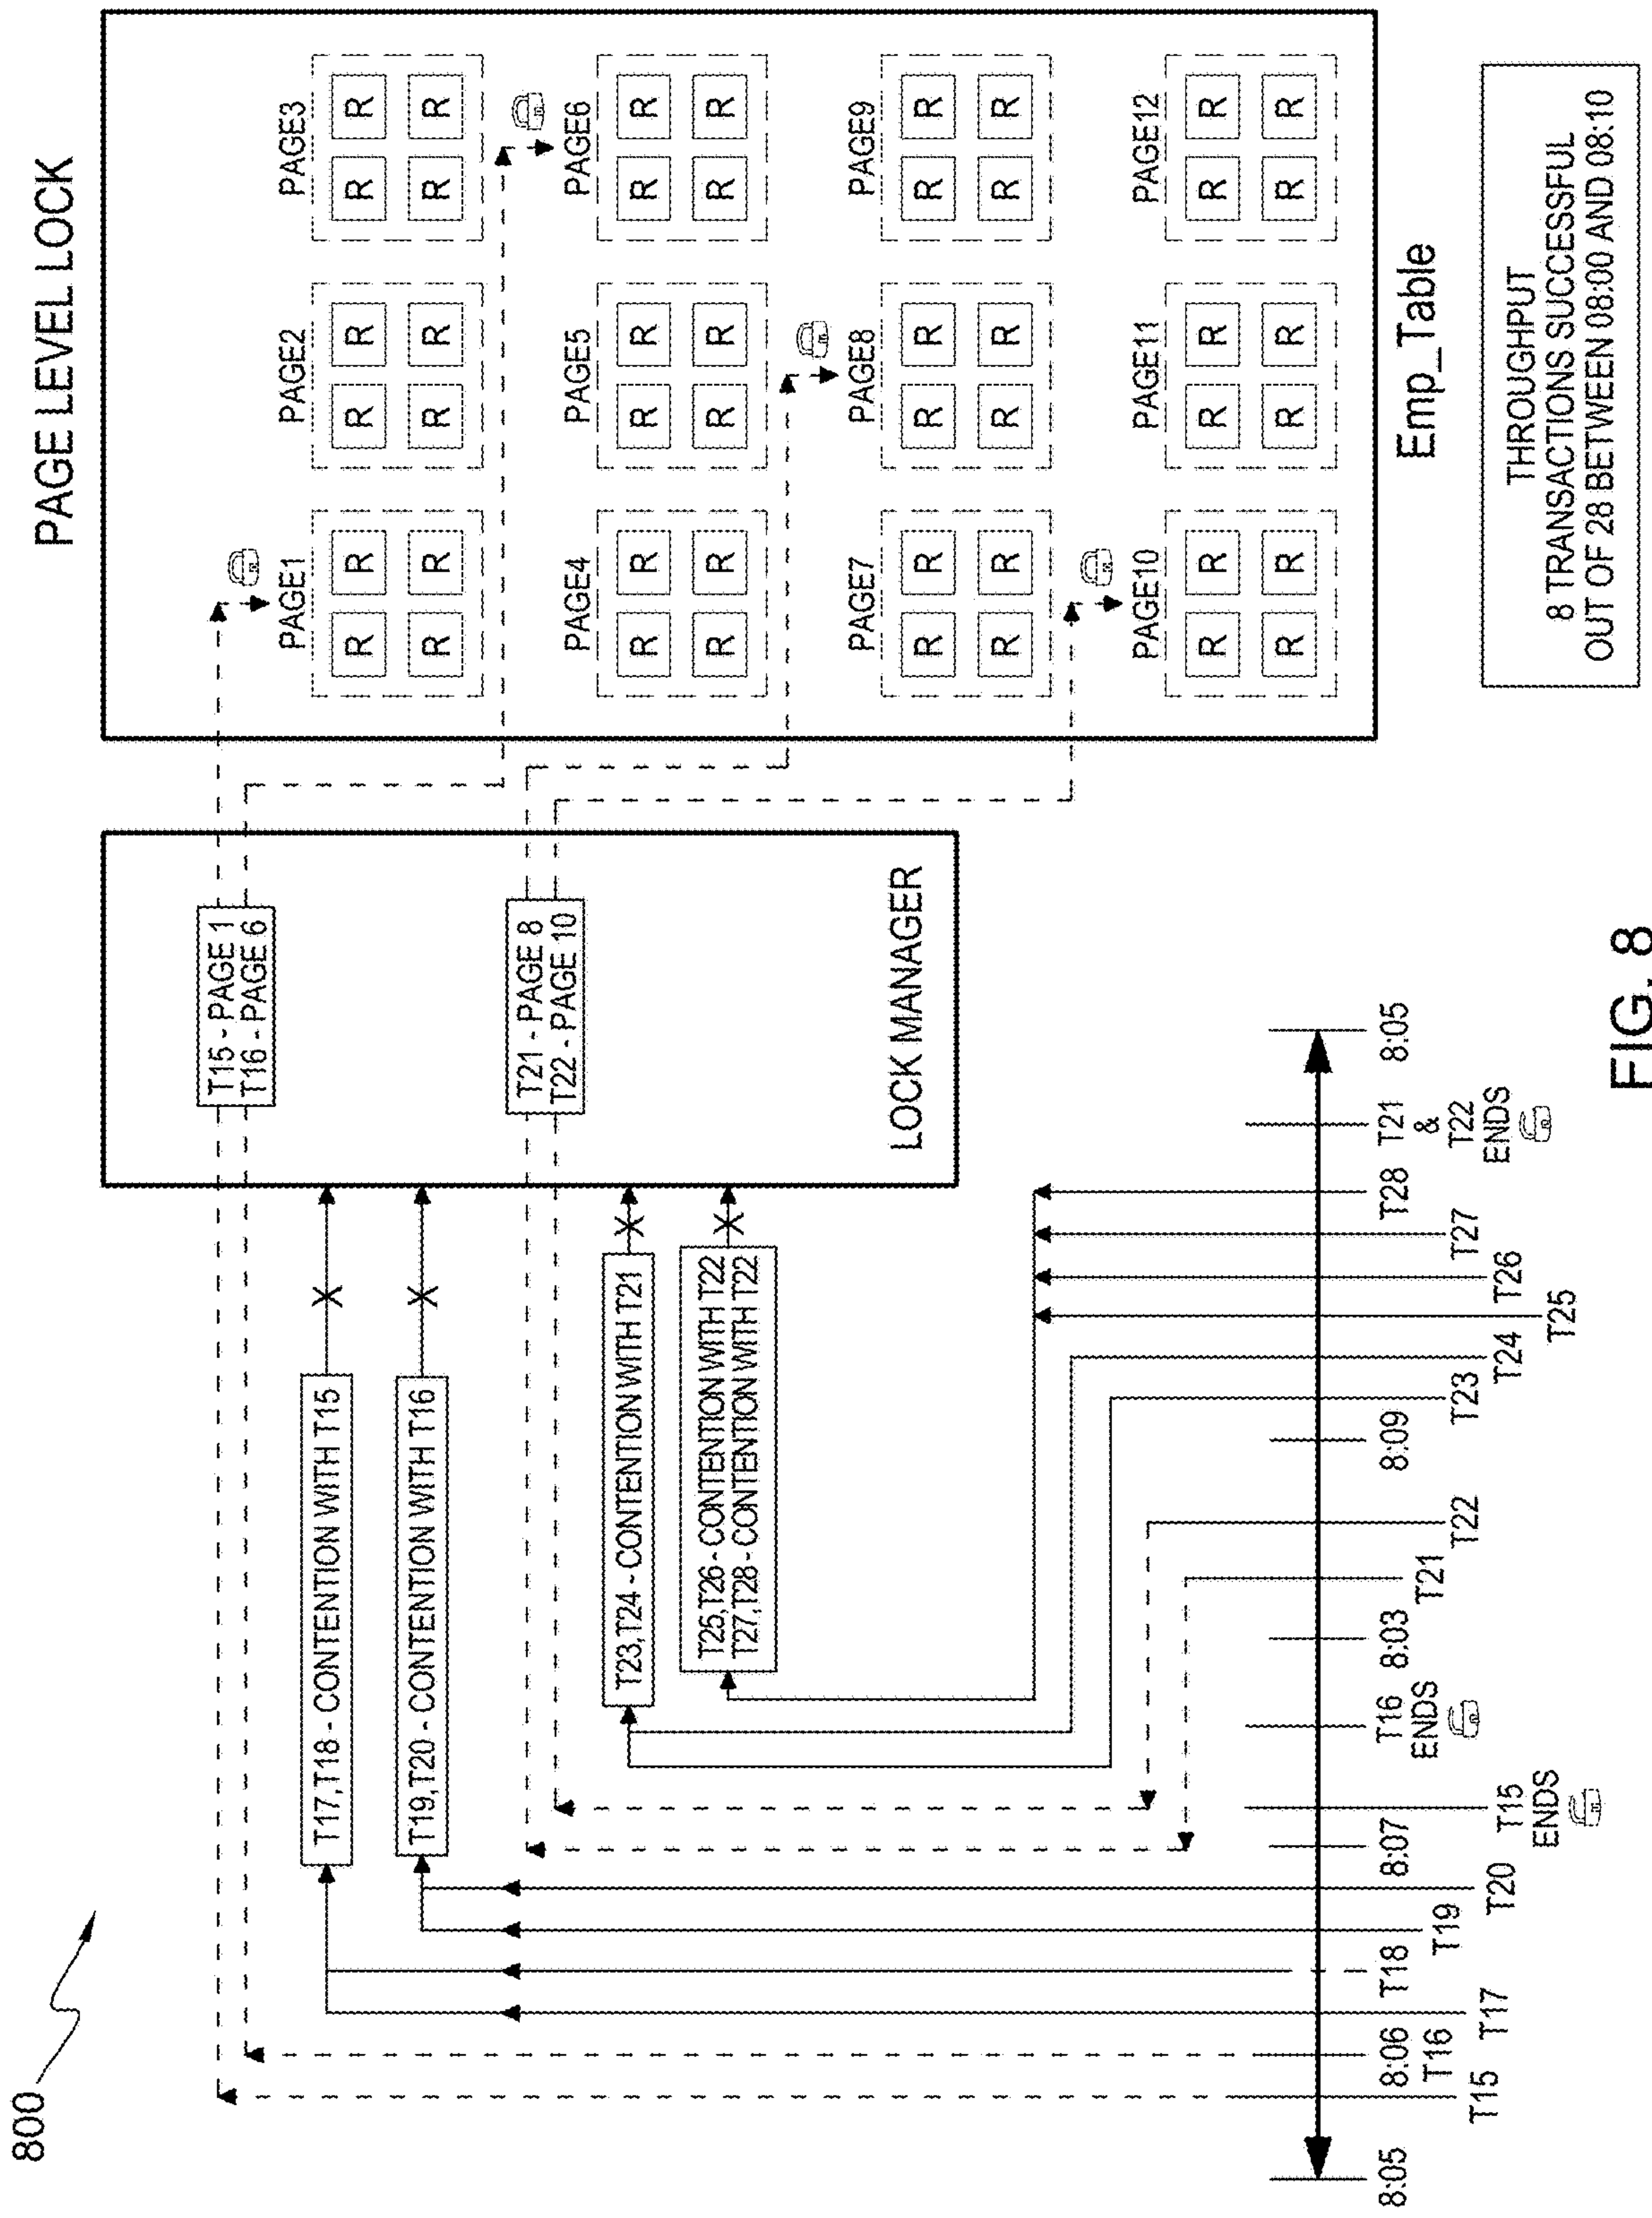 800
PAGE LEVEL LOCK
T15 - PAGE 1
T16 - PAGE 6
T17,T18 - CONTENTION WITH T15
T19,T20 - CONTENTION WITH T16
T21 - PAGE 8
T22 - PAGE 10
T23,T24 - CONTENTION WITH T21
T25,T26 - CONTENTION WITH T22
T27,T28 - CONTENTION WITH T22
LOCK MANAGER
PAGE1 PAGE2 PAGE3
R R R R R R
R R R R R R
PAGE4 PAGE5 PAGE6
R R R R R R
R R R R R R
PAGE7 PAGE8 PAGE9
R R R R R R
R R R R R R
PAGE10 PAGE11 PAGE12
R R R R R R
R R R R R R
Emp_Table
8:05
T15
8:06
T16
T17
T18
T19
T20
8:07
T15
ENDS
T16
ENDS
8:03
T21
T22
8:09
T23
T24
T25
T26
T27
T28
T21
&
T22
ENDS
8:05
THROUGHPUT
8 TRANSACTIONS SUCCESSFUL
OUT OF 28 BETWEEN 08:00 AND 08:10
FIG. 8